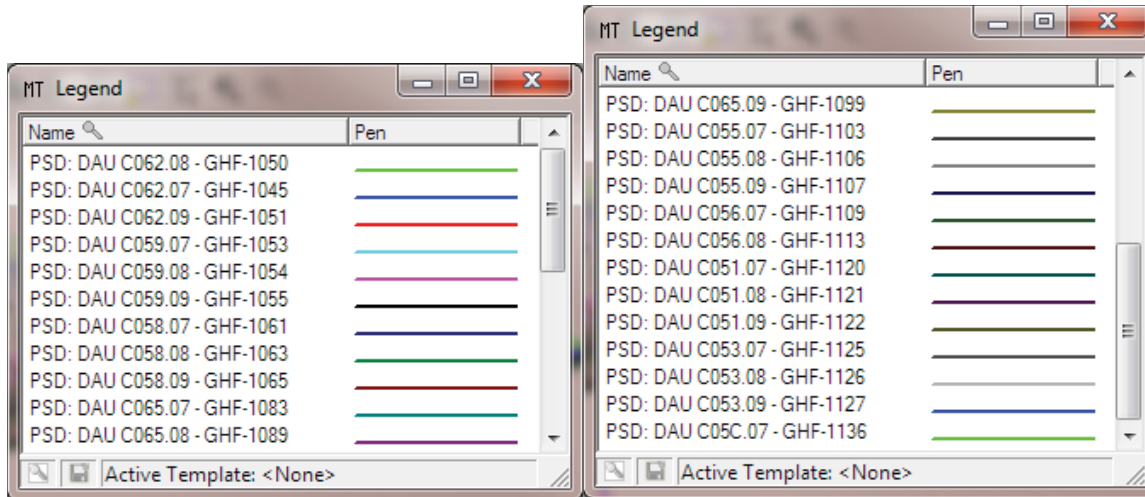 MT Legend
Name Pen
PSD: DAU C062.08 - GHF-1050
PSD: DAU C062.07 - GHF-1045
PSD: DAU C062.09 - GHF-1051
PSD: DAU C059.07 - GHF-1053
PSD: DAU C059.08 - GHF-1054
PSD: DAU C059.09 - GHF-1055
PSD: DAU C058.07 - GHF-1061
PSD: DAU C058.08 - GHF-1063
PSD: DAU C058.09 - GHF-1065
PSD: DAU C065.07 - GHF-1083
PSD: DAU C065.08 - GHF-1089
Active Template: <None>
MT Legend
Name Pen
PSD: DAU C065.09 - GHF-1099
PSD: DAU C055.07 - GHF-1103
PSD: DAU C055.08 - GHF-1106
PSD: DAU C055.09 - GHF-1107
PSD: DAU C056.07 - GHF-1109
PSD: DAU C056.08 - GHF-1113
PSD: DAU C051.07 - GHF-1120
PSD: DAU C051.08 - GHF-1121
PSD: DAU C051.09 - GHF-1122
PSD: DAU C053.07 - GHF-1125
PSD: DAU C053.08 - GHF-1126
PSD: DAU C053.09 - GHF-1127
PSD: DAU C05C.07 - GHF-1136
Active Template: <None>